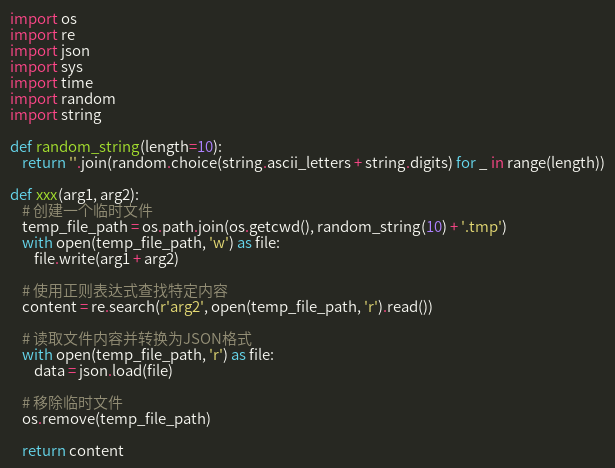 import os
import re
import json
import sys
import time
import random
import string
def random_string(length=10):
return ''.join(random.choice(string.ascii_letters + string.digits) for _ in range(length))
def xxx(arg1, arg2):
# 创建一个临时文件
temp_file_path = os.path.join(os.getcwd(), random_string(10) + '.tmp')
with open(temp_file_path, 'w') as file:
file.write(arg1 + arg2)
# 使用正则表达式查找特定内容
content = re.search(r'arg2', open(temp_file_path, 'r').read())
# 读取文件内容并转换为JSON格式
with open(temp_file_path, 'r') as file:
data = json.load(file)
# 移除临时文件
os.remove(temp_file_path)
return content